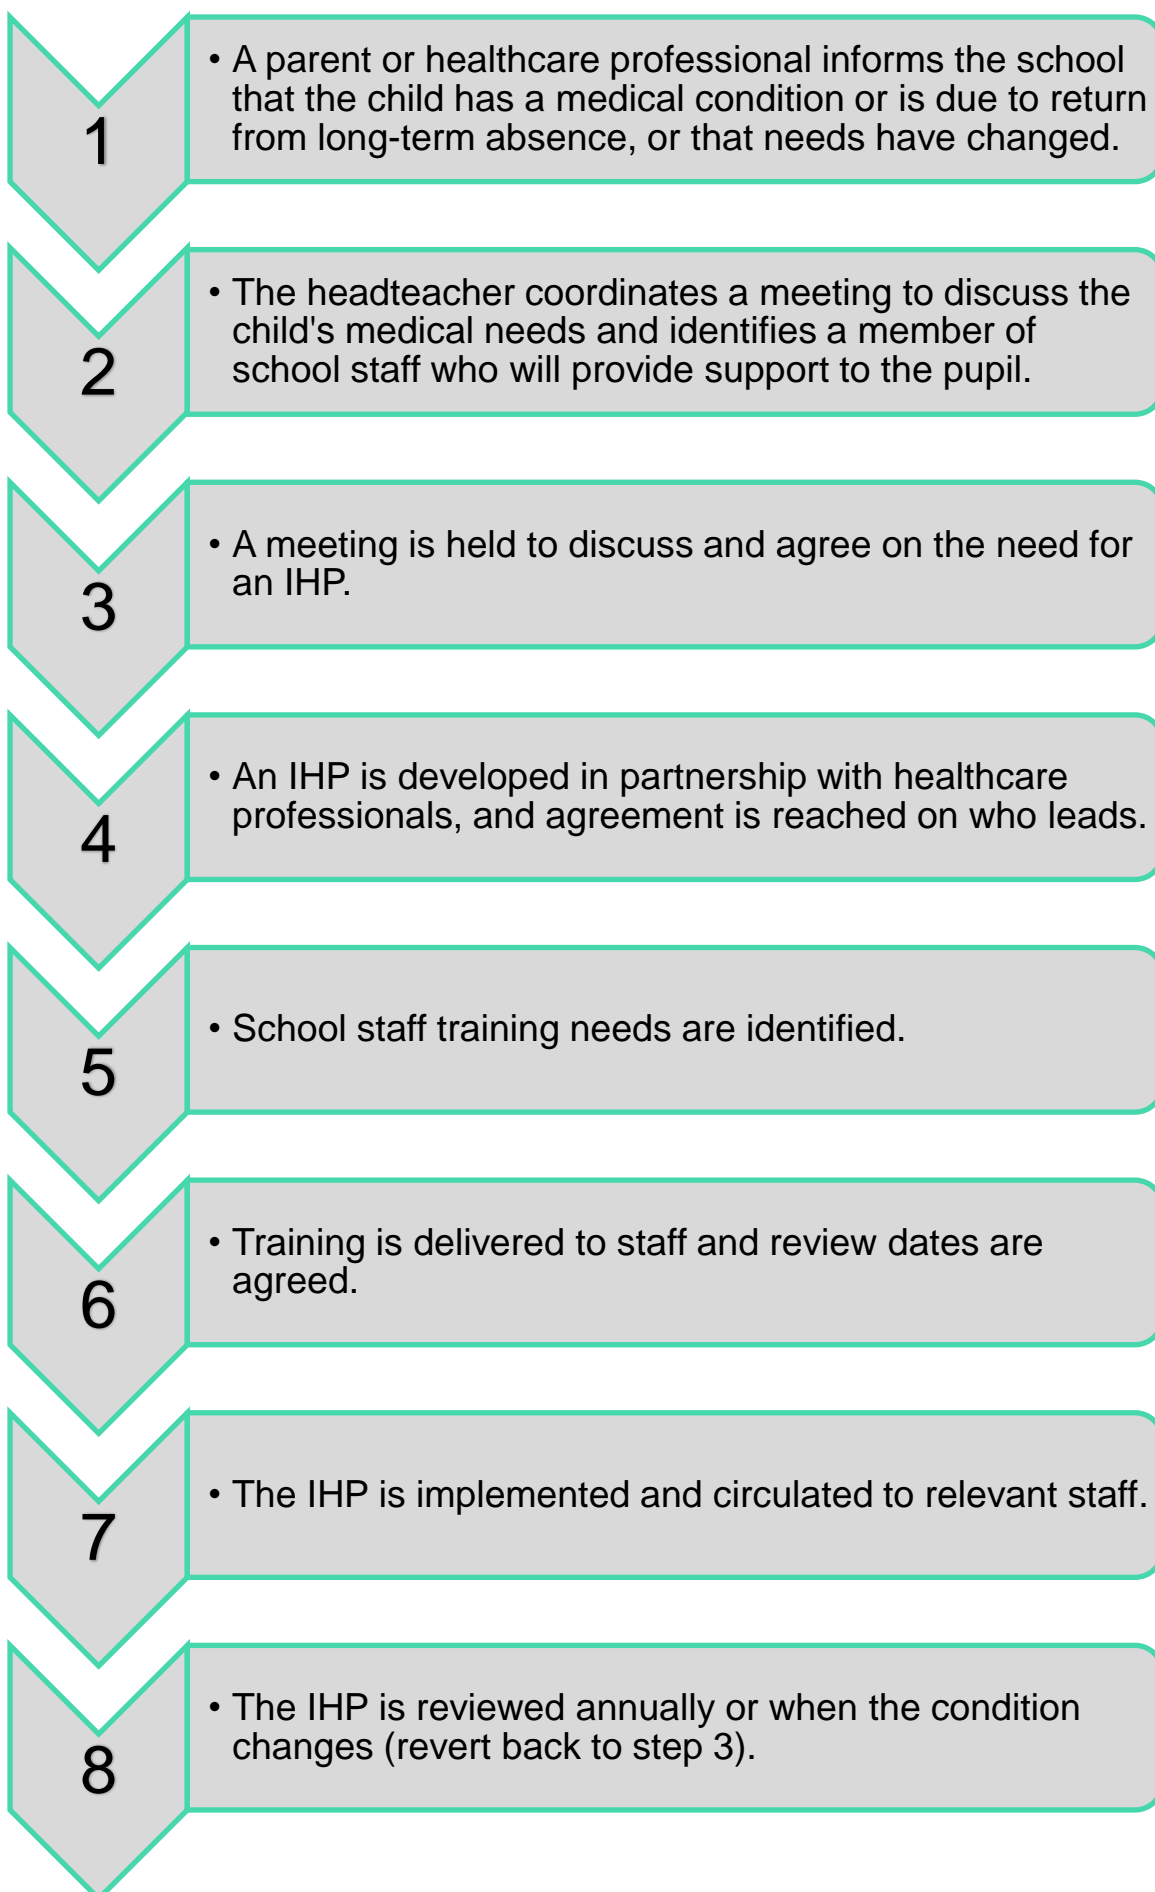 1
• A parent or healthcare professional informs the school
that the child has a medical condition or is due to return
from long-term absence, or that needs have changed.
2
• The headteacher coordinates a meeting to discuss the
child's medical needs and identifies a member of
school staff who will provide support to the pupil.
3
• A meeting is held to discuss and agree on the need for
an IHP.
4
• An IHP is developed in partnership with healthcare
professionals, and agreement is reached on who leads.
5
• School staff training needs are identified.
6
• Training is delivered to staff and review dates are
agreed.
7
• The IHP is implemented and circulated to relevant staff.
8
• The IHP is reviewed annually or when the condition
changes (revert back to step 3).